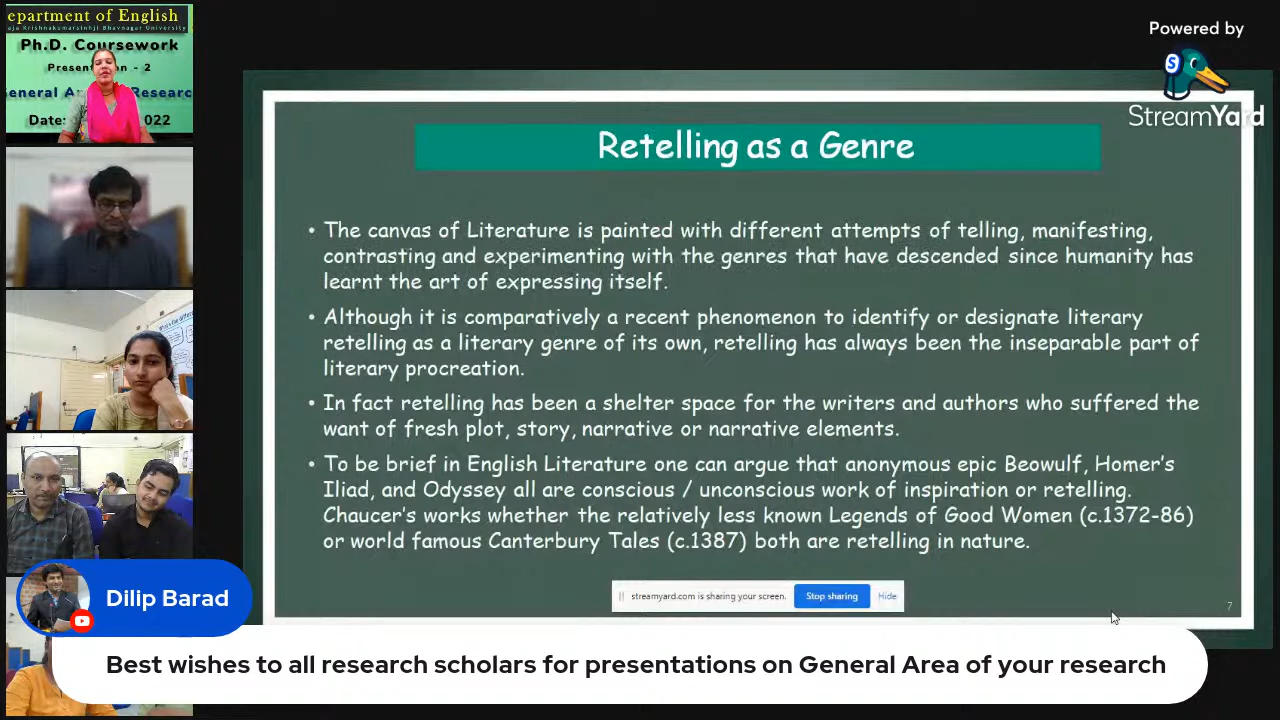 epartment of English
aja Krishnakumarsinhji Bhavnagar University
Ph.D. Coursework
Presen on - 2
eneral A Researc
Date: 022
Powered by
S
StreamYard
Retelling as a Genre
• The canvas of Literature is painted with different attempts of telling, manifesting,
contrasting and experimenting with the genres that have descended since humanity has
learnt the art of expressing itself.
• Although it is comparatively a recent phenomenon to identify or designate literary
retelling as a literary genre of its own, retelling has always been the inseparable part of
literary procreation.
• In fact retelling has been a shelter space for the writers and authors who suffered the
want of fresh plot, story, narrative or narrative elements.
• To be brief in English Literature one can argue that anonymous epic Beowulf, Homer's
Iliad, and Odyssey all are conscious / unconscious work of inspiration or retelling.
Chaucer's works whether the relatively less known Legends of Good Women (c.1372-86)
or world famous Canterbury Tales (c.1387) both are retelling in nature.
streamyard.com is sharing your screen. Stop sharing Hide
7
Dilip Barad
Best wishes to all research scholars for presentations on General Area of your research